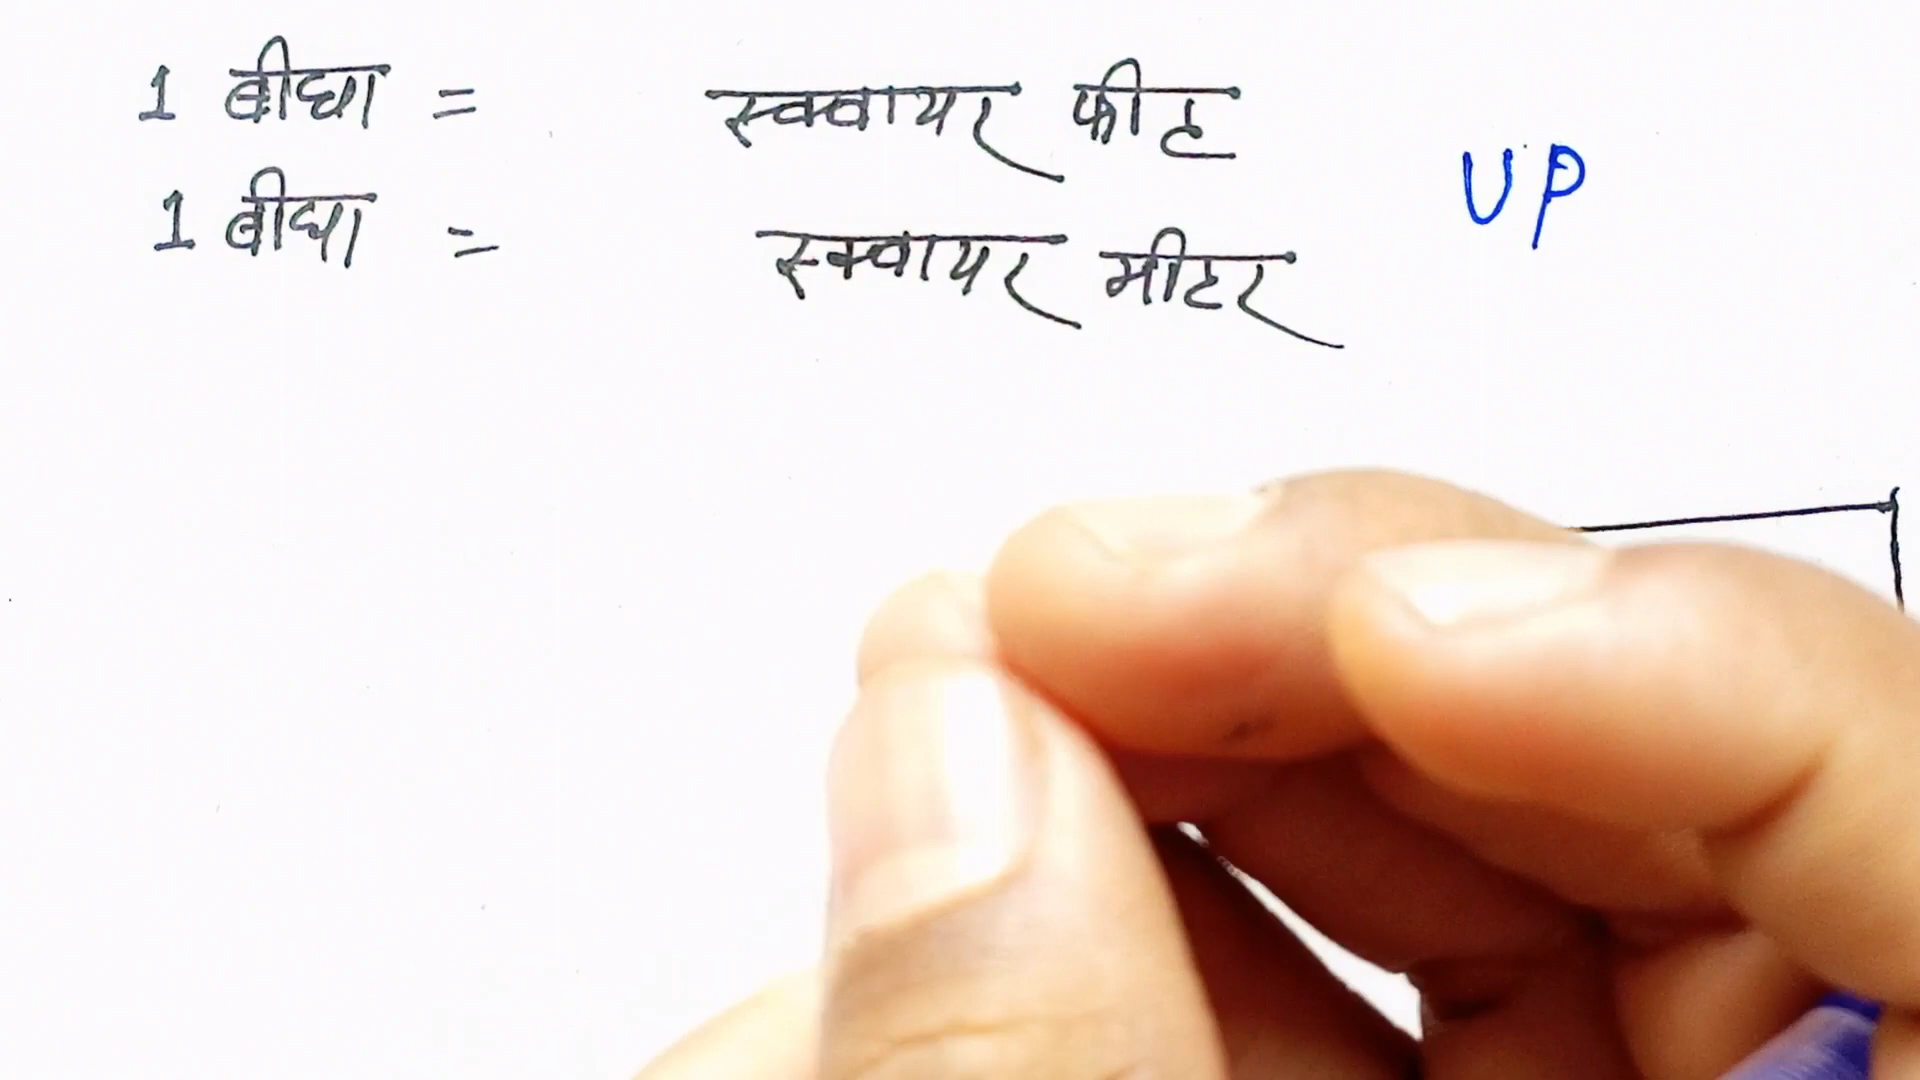 1 बीघा = स्क्वायर फीट
1 बीघा = स्क्वायर मीटर
UP